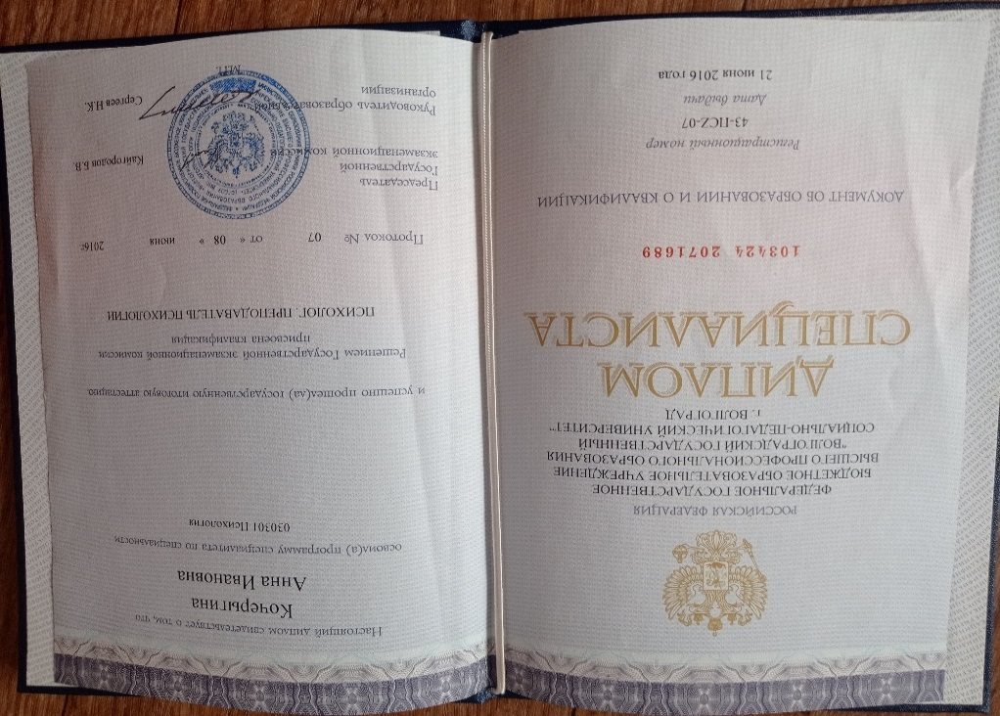 РОССИЙСКАЯ ФЕДЕРАЦИЯ
ФЕДЕРАЛЬНОЕ ГОСУДАРСТВЕННОЕ
БЮДЖЕТНОЕ ОБРАЗОВАТЕЛЬНОЕ УЧРЕЖДЕНИЕ
ВЫСШЕГО ПРОФЕССИОНАЛЬНОГО ОБРАЗОВАНИЯ
"ВОЛГОГРАДСКИЙ ГОСУДАРСТВЕННЫЙ
СОЦИАЛЬНО-ПЕДАГОГИЧЕСКИЙ УНИВЕРСИТЕТ"
г. ВОЛГОГРАД
ДИПЛОМ
СПЕЦИАЛИСТА
103424 2071689
ДОКУМЕНТ ОБ ОБРАЗОВАНИИ И О КВАЛИФИКАЦИИ
Регистрационный номер
43-ПСZ-07
Дата выдачи
21 июня 2016 года
Настоящий диплом свидетельствует о том, что
Кочерыгина
Анна Ивановна
освоил(а) программу специалитета по специальности
030301 Психология
и успешно прошел(ла) государственную итоговую аттестацию.
Решением Государственной экзаменационной комиссии
присвоена квалификация
ПСИХОЛОГ. ПРЕПОДАВАТЕЛЬ ПСИХОЛОГИИ
Протокол № 07 от « 08 » июня 2016г.
Председатель
Государственной
экзаменационной комиссии Кайгородов Б.В.
Руководитель образовательной
организации Сергеев Н.К.
М.П.